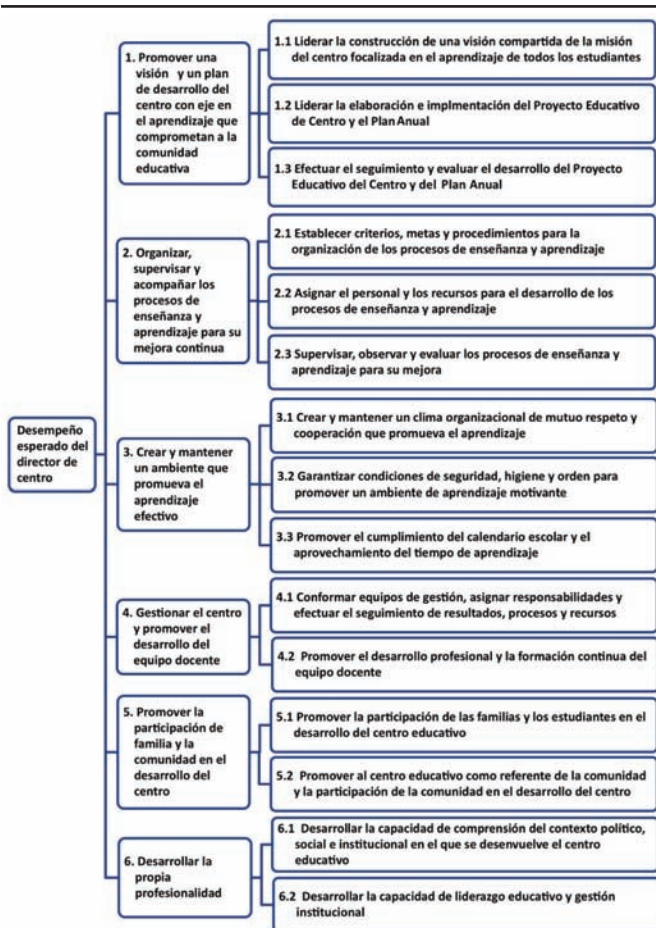 Desempeño
esperado del
director de
centro
1. Promover una
visión y un plan
de desarrollo del
centro con eje en
el aprendizaje que
comprometan a la
comunidad
educativa
1.1 Liderar la construcción de una visión compartida de la misión
del centro focalizada en el aprendizaje de todos los estudiantes
1.2 Liderar la elaboración e implmentación del Proyecto Educativo
de Centro y el Plan Anual
1.3 Efectuar el seguimiento y evaluar el desarrollo del Proyecto
Educativo del Centro y del Plan Anual
2. Organizar,
supervisar y
acompañar los
procesos de
enseñanza y
aprendizaje para su
mejora continua
2.1 Establecer criterios, metas y procedimientos para la
organización de los procesos de enseñanza y aprendizaje
2.2 Asignar el personal y los recursos para el desarrollo de los
procesos de enseñanza y aprendizaje
2.3 Supervisar, observar y evaluar los procesos de enseñanza y
aprendizaje para su mejora
3. Crear y mantener
un ambiente que
promueva el
aprendizaje
efectivo
3.1 Crear y mantener un clima organizacional de mutuo respeto y
cooperación que promueva el aprendizaje
3.2 Garantizar condiciones de seguridad, higiene y orden para
promover un ambiente de aprendizaje motivante
3.3 Promover el cumplimiento del calendario escolar y el
aprovechamiento del tiempo de aprendizaje
4. Gestionar el centro
y promover el
desarrollo del
equipo docente
4.1 Conformar equipos de gestión, asignar responsabilidades y
efectuar el seguimiento de resultados, procesos y recursos
4.2 Promover el desarrollo profesional y la formación continua del
equipo docente
5. Promover la
participación de
familia y la
comunidad en el
desarrollo del
centro
5.1 Promover la participación de las familias y los estudiantes en el
desarrollo del centro educativo
5.2 Promover al centro educativo como referente de la comunidad
y la participación de la comunidad en el desarrollo del centro
6. Desarrollar la
propia
profesionalidad
6.1 Desarrollar la capacidad de comprensión del contexto político,
social e institucional en el que se desenvuelve el centro
educativo
6.2 Desarrollar la capacidad de liderazgo educativo y gestión
institucional